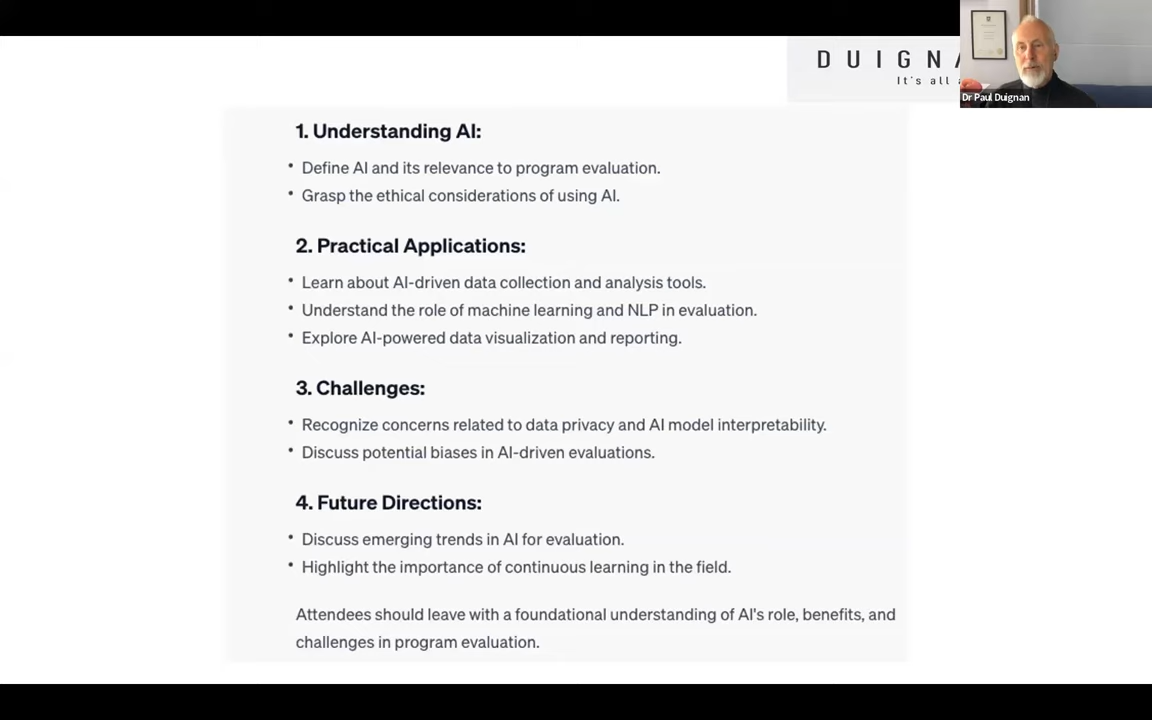 DUIGNA
It's all a
Dr Paul Duignan
1. Understanding AI:
• Define AI and its relevance to program evaluation.
• Grasp the ethical considerations of using AI.
2. Practical Applications:
• Learn about AI-driven data collection and analysis tools.
• Understand the role of machine learning and NLP in evaluation.
• Explore AI-powered data visualization and reporting.
3. Challenges:
• Recognize concerns related to data privacy and AI model interpretability.
• Discuss potential biases in AI-driven evaluations.
4. Future Directions:
• Discuss emerging trends in AI for evaluation.
• Highlight the importance of continuous learning in the field.
Attendees should leave with a foundational understanding of AI's role, benefits, and
challenges in program evaluation.